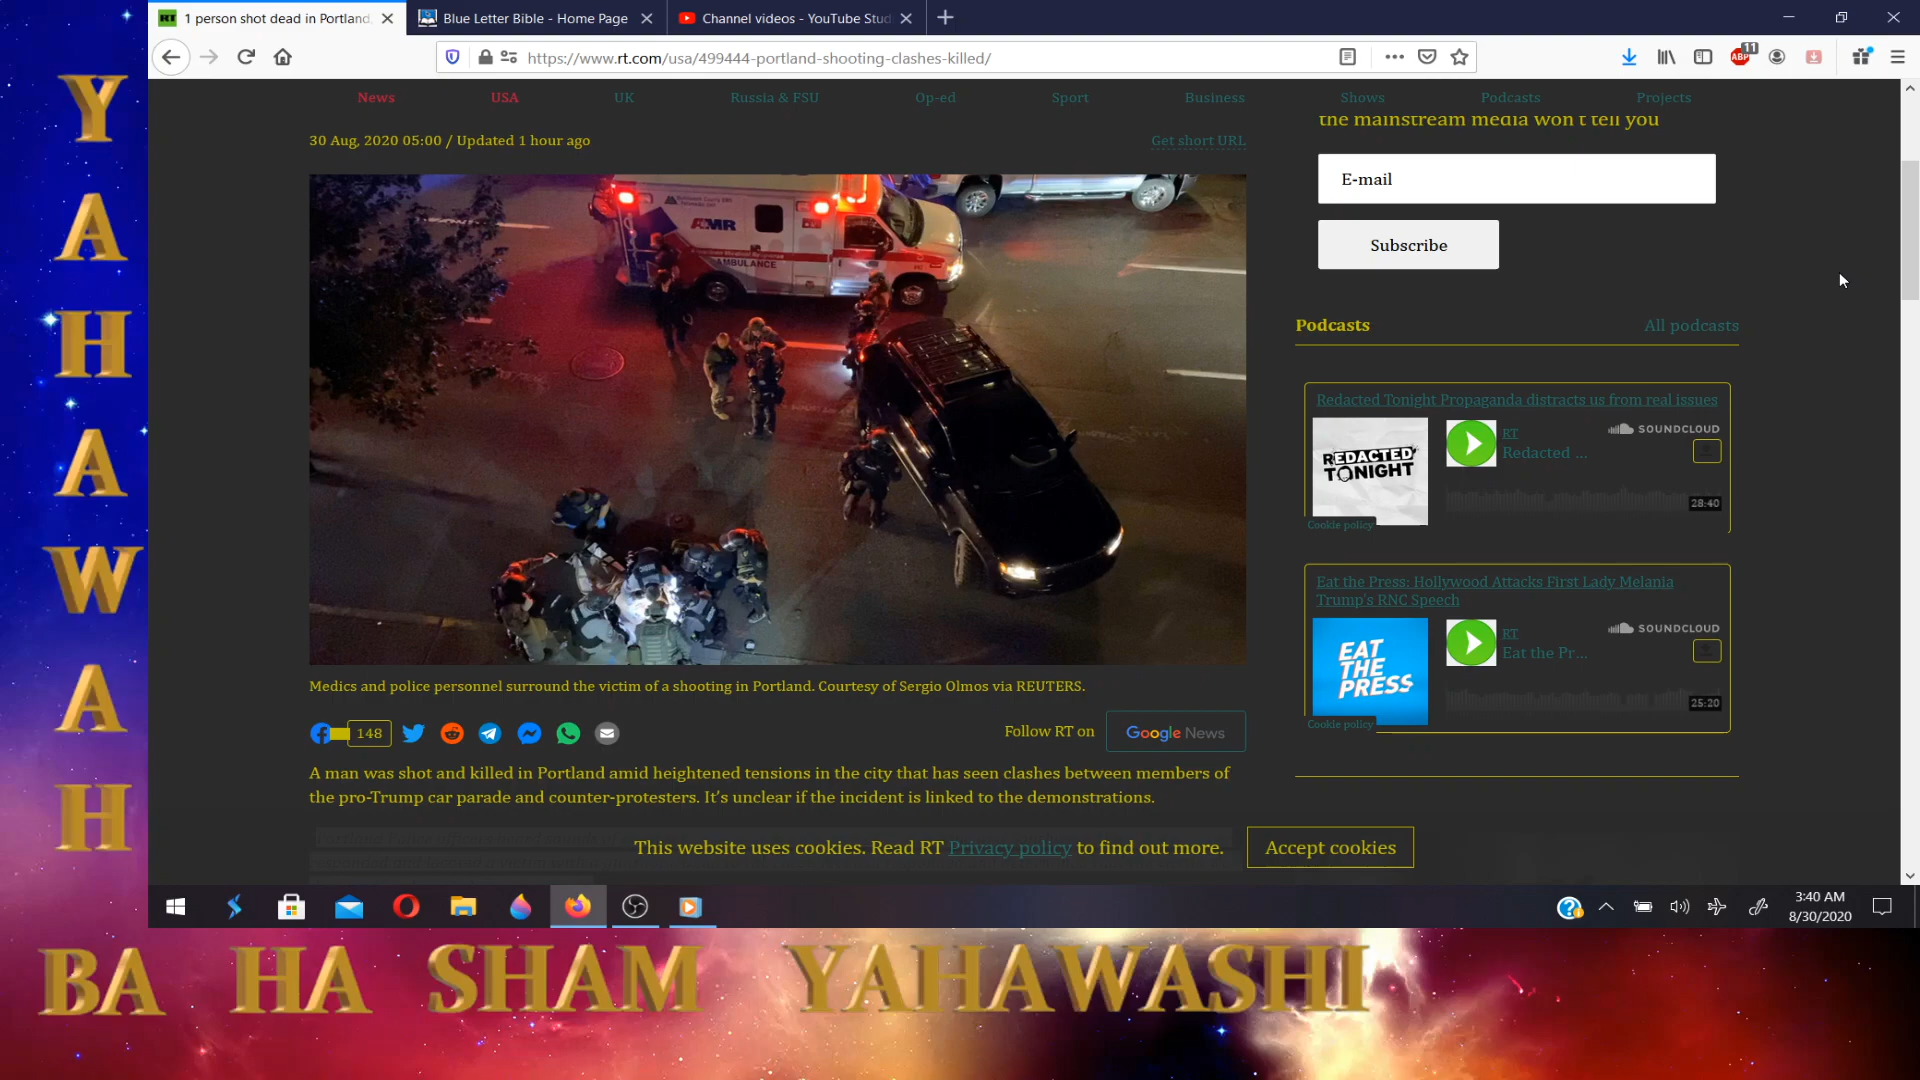 1 person shot dead in Portland,
Blue Letter Bible - Home Page
Channel videos - YouTube Stud
https://www.rt.com/usa/499444-portland-shooting-clashes-killed/
ABP
11
News
USA
UK
Russia & FSU
Op-ed
Sport
Business
Shows
Podcasts
Projects
30 Aug, 2020 05:00 / Updated 1 hour ago
Get short URL
AMR
AMBULANCE
Medics and police personnel surround the victim of a shooting in Portland. Courtesy of Sergio Olmos via REUTERS.
148
Follow RT on
Google News
A man was shot and killed in Portland amid heightened tensions in the city that has seen clashes between members of
the pro-Trump car parade and counter-protesters. It's unclear if the incident is linked to the demonstrations.
the mainstream media won't tell you
E-mail
Subscribe
Podcasts
All podcasts
Redacted Tonight Propaganda distracts us from real issues
REDACTED
TONIGHT
RT
Redacted ...
SOUNDCLOUD
28:40
Cookie policy
Eat the Press: Hollywood Attacks First Lady Melania
Trump's RNC Speech
EAT
THE
PRESS
RT
Eat the Pr...
SOUNDCLOUD
25:20
Cookie policy
This website uses cookies. Read RT Privacy policy to find out more.
Accept cookies
3:40 AM
8/30/2020
YAHAWAH
BA HA SHAM YAHAWASHI